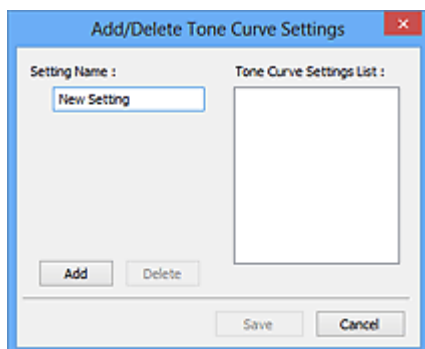 Add/Delete Tone Curve Settings
Setting Name :
Tone Curve Settings List :
New Setting
Add
Delete
Save
Cancel